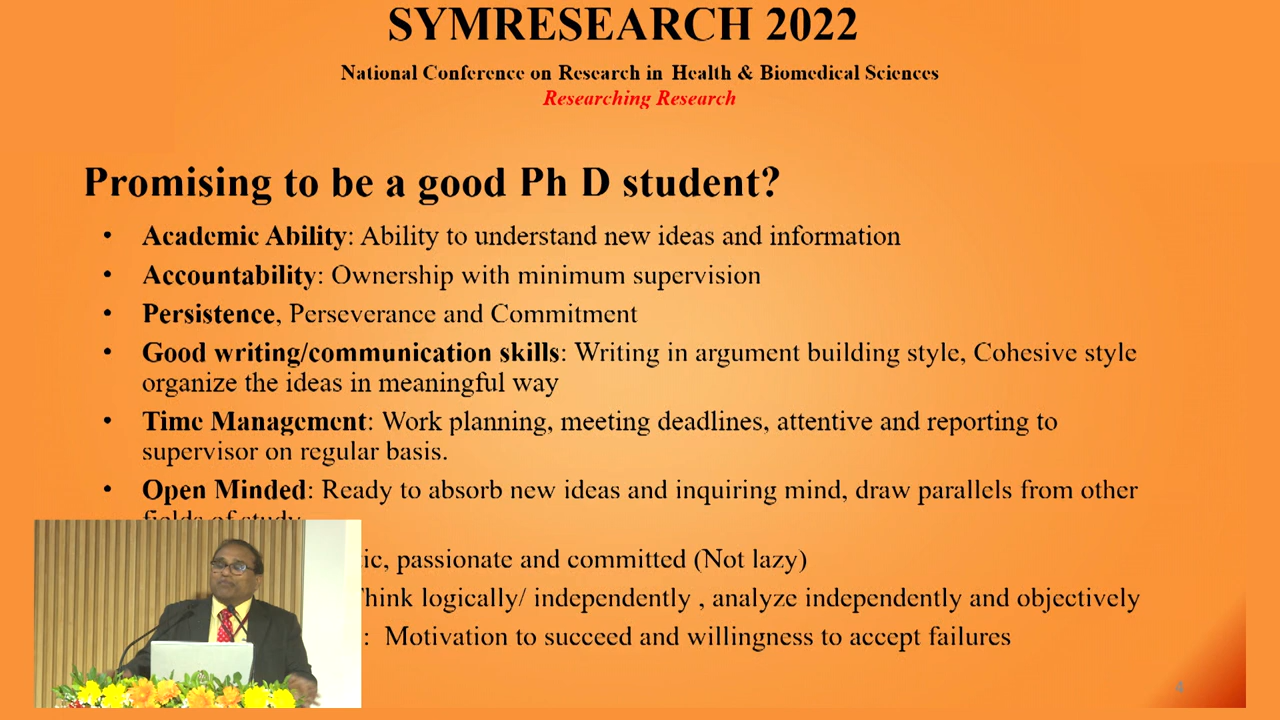 SYMRESEARCH 2022
National Conference on Research in Health & Biomedical Sciences
Researching Research
Promising to be a good Ph D student?
• Academic Ability: Ability to understand new ideas and information
• Accountability: Ownership with minimum supervision
• Persistence, Perseverance and Commitment
• Good writing/communication skills: Writing in argument building style, Cohesive style
organize the ideas in meaningful way
• Time Management: Work planning, meeting deadlines, attentive and reporting to
supervisor on regular basis.
• Open Minded: Ready to absorb new ideas and inquiring mind, draw parallels from other
fields of study
passionate and committed (Not lazy)
Think logically/ independently , analyze independently and objectively
: Motivation to succeed and willingness to accept failures
4